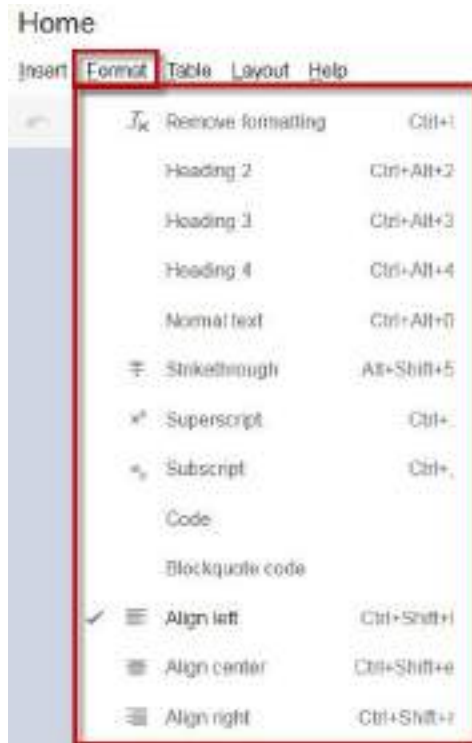 Home
Insert Format Table Layout Help
Remove formatting Ctrl+\
Heading 2 Ctrl+Alt+2
Heading 3 Ctrl+Alt+3
Heading 4 Ctrl+Alt+4
Normal text Ctrl+Alt+0
Strikethrough Alt+Shift+5
Superscript Ctrl+.
Subscript Ctrl+,
Code
Blockquote code
Align left Ctrl+Shift+l
Align center Ctrl+Shift+e
Align right Ctrl+Shift+r